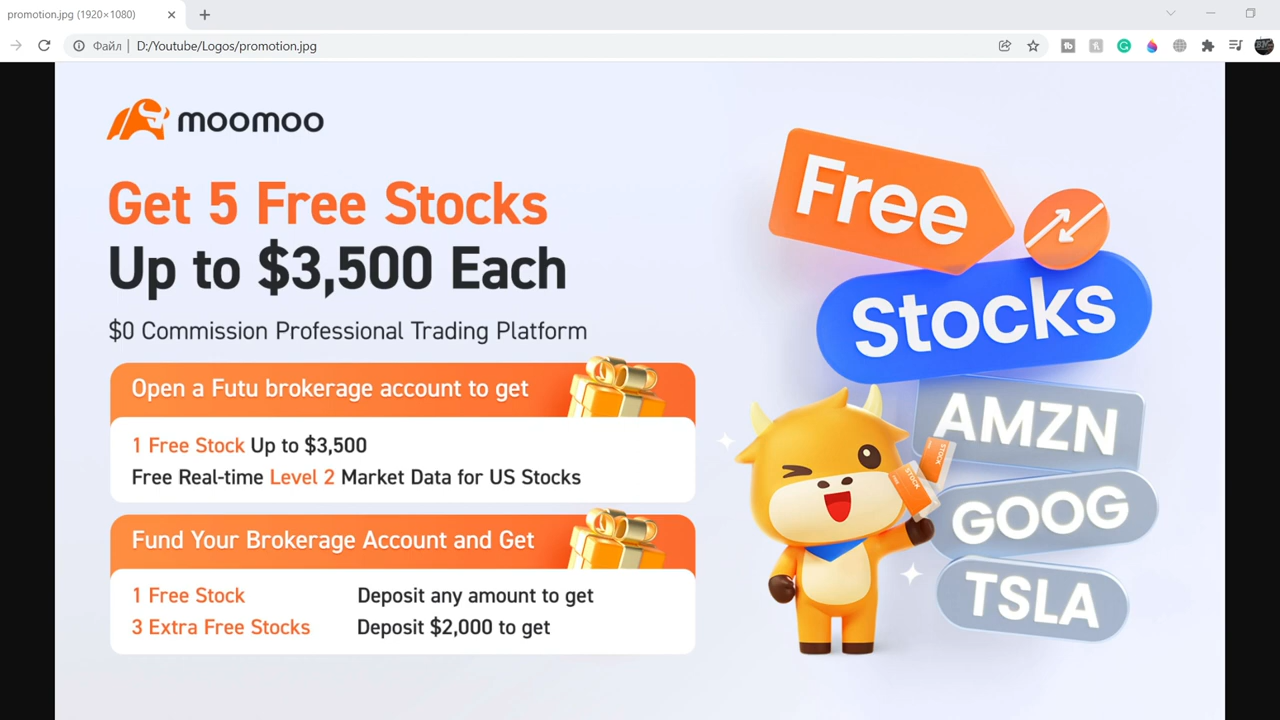 promotion.jpg (1920×1080)
Файл | D:/Youtube/Logos/promotion.jpg
moomoo
Get 5 Free Stocks
Up to $3,500 Each
$0 Commission Professional Trading Platform
Open a Futu brokerage account to get
1 Free Stock Up to $3,500
Free Real-time Level 2 Market Data for US Stocks
Fund Your Brokerage Account and Get
1 Free Stock Deposit any amount to get
3 Extra Free Stocks Deposit $2,000 to get
Free
Stocks
AMZN
GOOG
TSLA
STOCK
STOCK